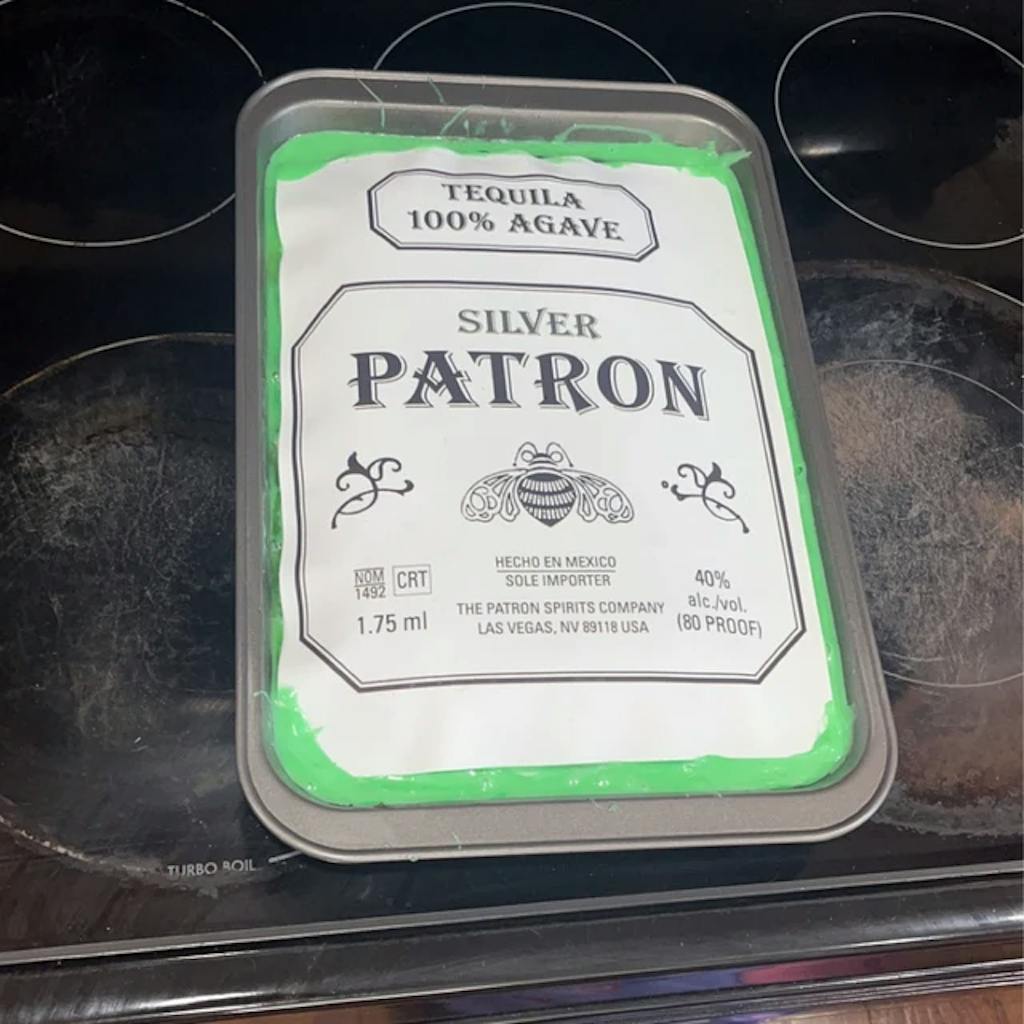 TEQUILA
100% AGAVE
SILVER
PATRON
HECHO EN MEXICO
SOLE IMPORTER
NOM
1492
CRT
1.75 ml
THE PATRON SPIRITS COMPANY
LAS VEGAS, NV 89118 USA
40%
alc./vol.
(80 PROOF)
TURBO BOIL